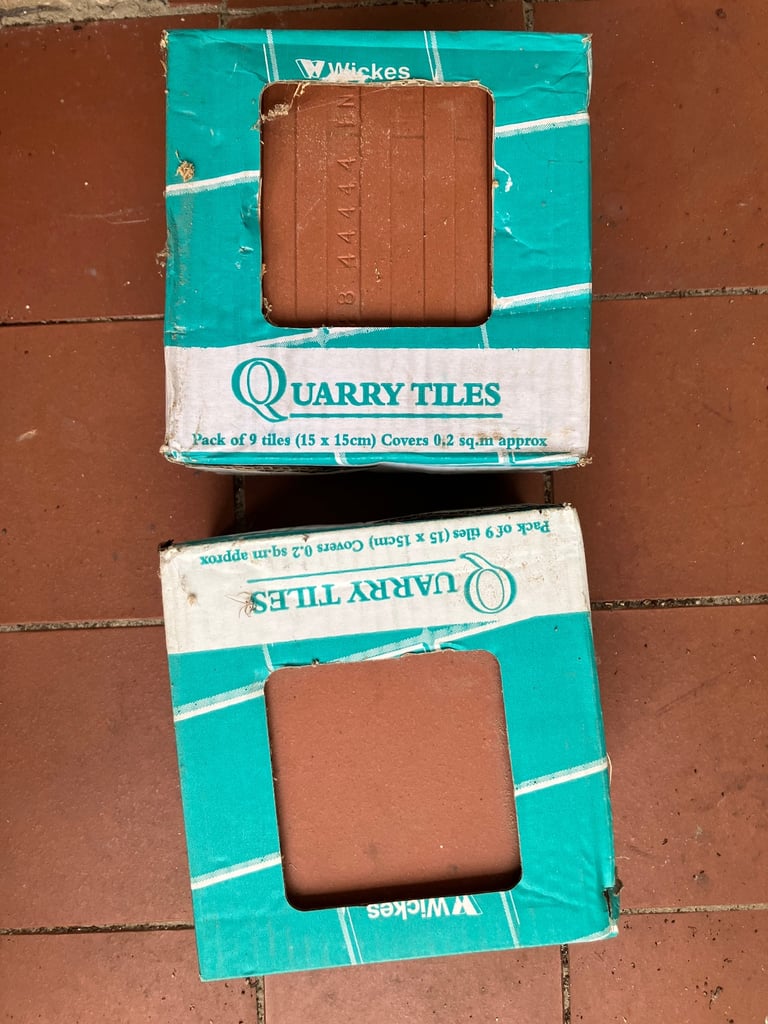 Wickes
8 44444 EN
QUARRY TILES
Pack of 9 tiles (15 x 15cm) Covers 0.2 sq.m approx
Pack of 9 tiles (15 x 15cm) Covers 0.2 sq.m approx
QUARRY TILES
Wickes